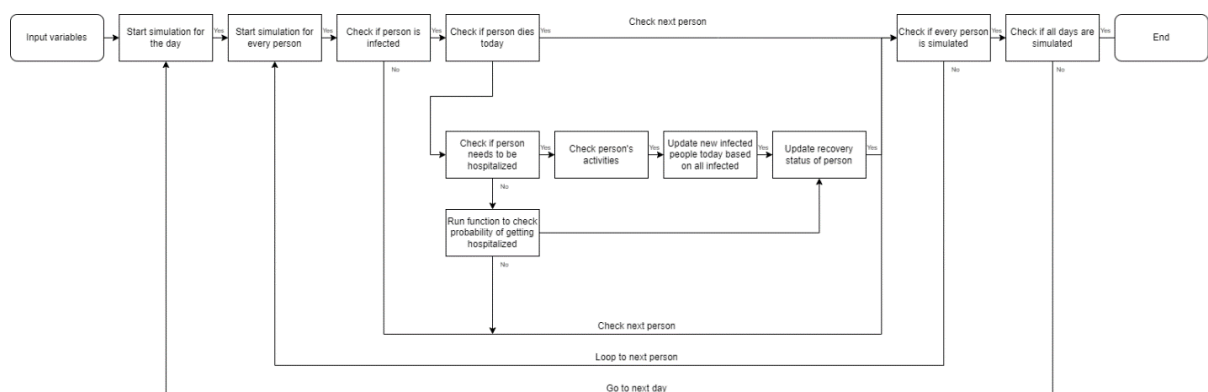 Check next person
Input variables
Start simulation for
the day
Yes
Start simulation for
every person
Yes
Check if person is
infected
Yes
Check if person dies
today
Yes
Check if every person
is simulated
Yes
Check if all days are
simulated
Yes
End
No
No
No
Check if person
needs to be
hospitalized
Yes
Check person's
activities
Yes
Update new infected
people today based
on all infected
Yes
Update recovery
status of person
Yes
No
Run function to check
probability of getting
hospitalized
No
Check next person
Loop to next person
Go to next day